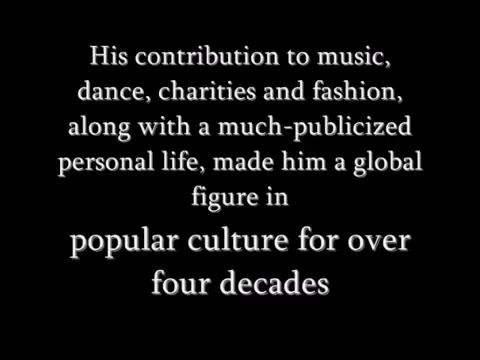 His contribution to music,
dance, charities and fashion,
along with a much-publicized
personal life, made him a global
figure in
popular culture for over
four decades